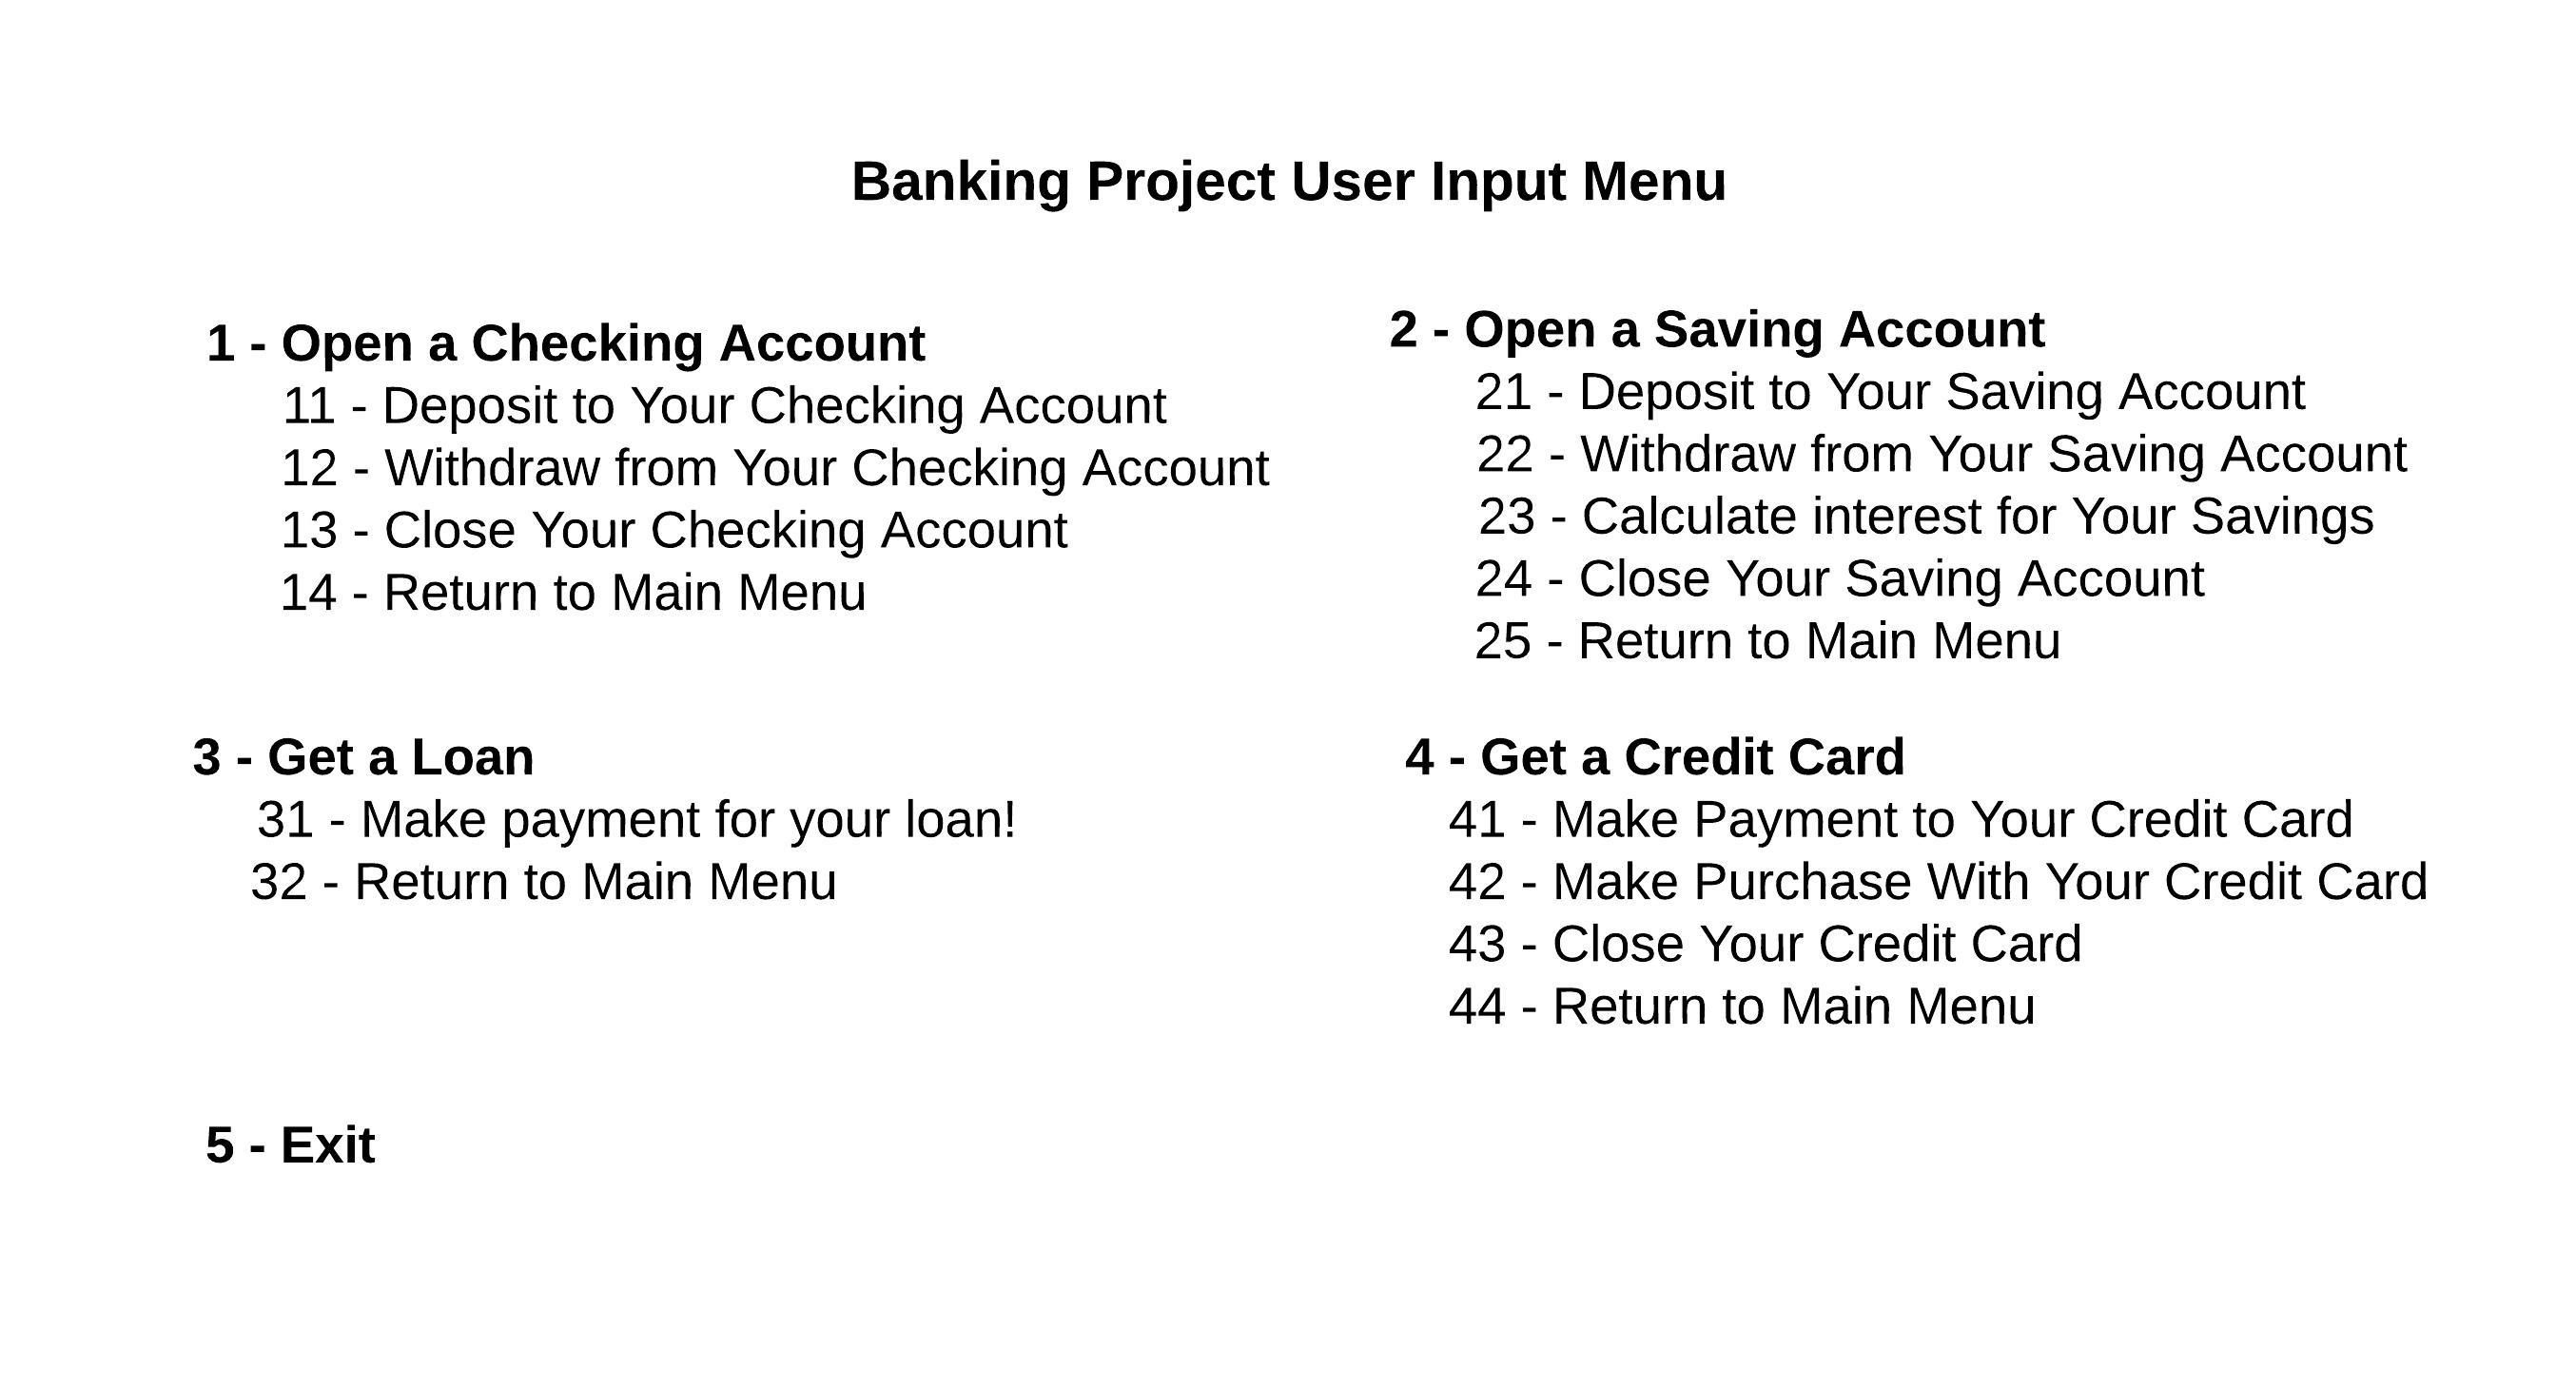 Banking Project User Input Menu
1 - Open a Checking Account
11 - Deposit to Your Checking Account
12 - Withdraw from Your Checking Account
13 - Close Your Checking Account
14 - Return to Main Menu
2 - Open a Saving Account
21 - Deposit to Your Saving Account
22 - Withdraw from Your Saving Account
23 - Calculate interest for Your Savings
24 - Close Your Saving Account
25 - Return to Main Menu
3 - Get a Loan
31 - Make payment for your loan!
32 - Return to Main Menu
4 - Get a Credit Card
41 - Make Payment to Your Credit Card
42 - Make Purchase With Your Credit Card
43 - Close Your Credit Card
44 - Return to Main Menu
5 - Exit